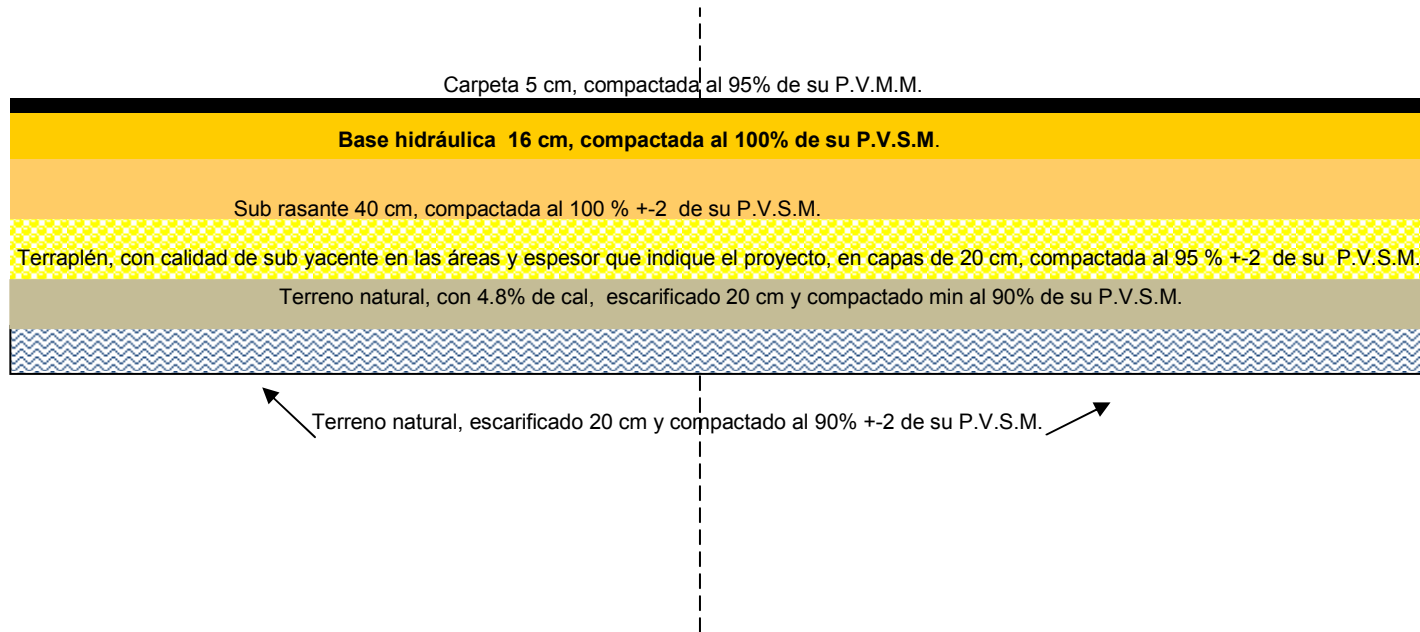 Carpeta 5 cm, compactada al 95% de su P.V.M.M.
Base hidráulica 16 cm, compactada al 100% de su P.V.S.M.
Sub rasante 40 cm, compactada al 100 % +-2 de su P.V.S.M.
Terraplén, con calidad de sub yacente en las áreas y espesor que indique el proyecto, en capas de 20 cm, compactada al 95 % +-2 de su P.V.S.M.
Terreno natural, con 4.8% de cal, escarificado 20 cm y compactado min al 90% de su P.V.S.M.
Terreno natural, escarificado 20 cm y compactado al 90% +-2 de su P.V.S.M.